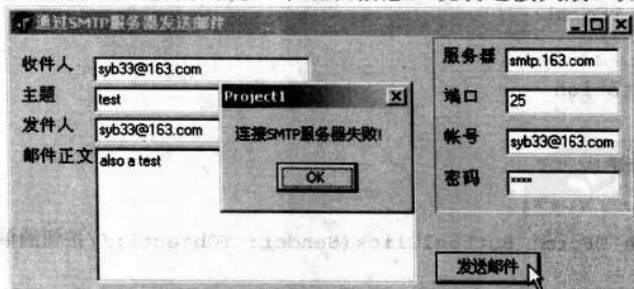 通过SMTP服务器发送邮件
收件人 syb33@163.com
主题 test
发件人 syb33@163.com
邮件正文 also a test
服务器 smtp.163.com
端口 25
帐号 syb33@163.com
密码 ****
Project1
连接SMTP服务器失败!
OK
发送邮件